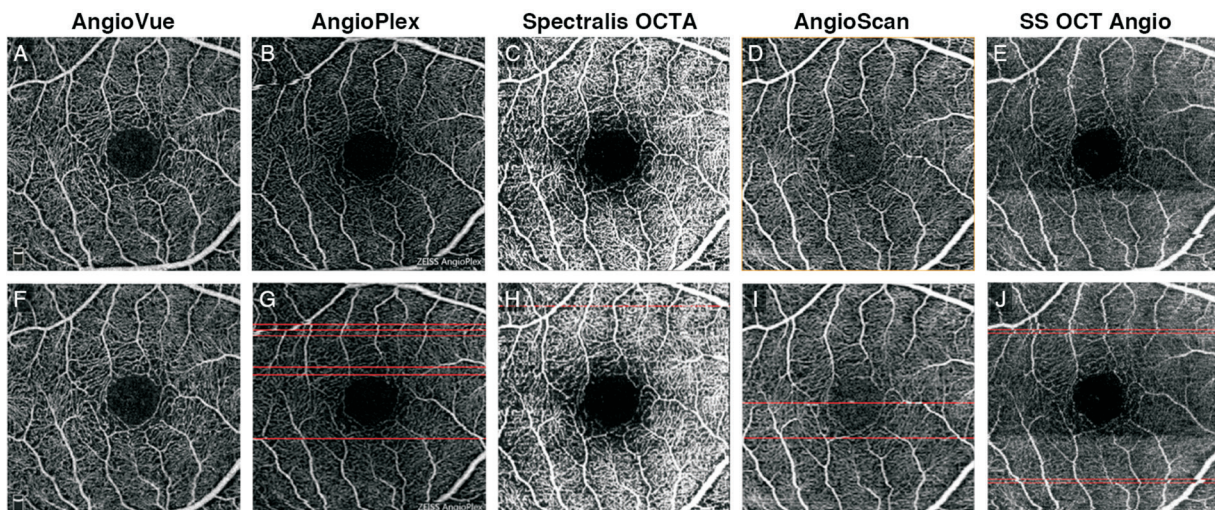 AngioVue AngioPlex Spectralis OCTA AngioScan SS OCT Angio
A B C D E
ZEISS AngioPlex
F G H I J
ZEISS AngioPlex